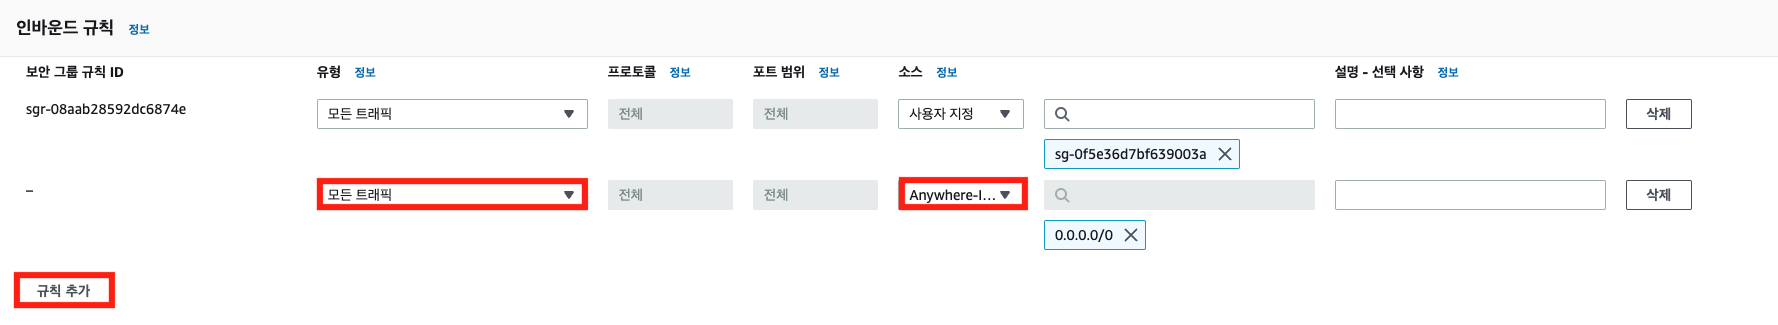 인바운드 규칙 정보
보안 그룹 규칙 ID 유형 정보 프로토콜 정보 포트 범위 정보 소스 정보 설명 - 선택 사항 정보
sgr-08aab28592dc6874e 모든 트래픽 전체 전체 사용자 지정 삭제
sg-0f5e36d7bf639003a
– 모든 트래픽 전체 전체 Anywhere-I... 삭제
0.0.0.0/0
규칙 추가